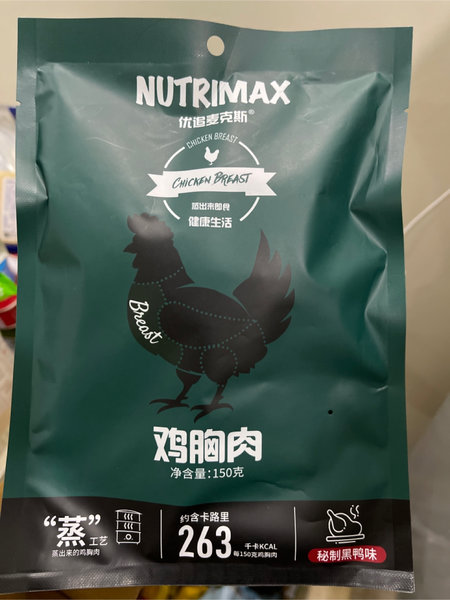 NUTRIMAX
优追麦克斯®
CHICKEN BREAST
CHICKEN BREAST
蒸出来即食
健康生活
Breast
鸡胸肉
净含量:150克
“蒸”工艺
蒸出来的鸡胸肉
约含卡路里
263 千卡KCAL
每150克鸡胸肉
秘制黑鸭味